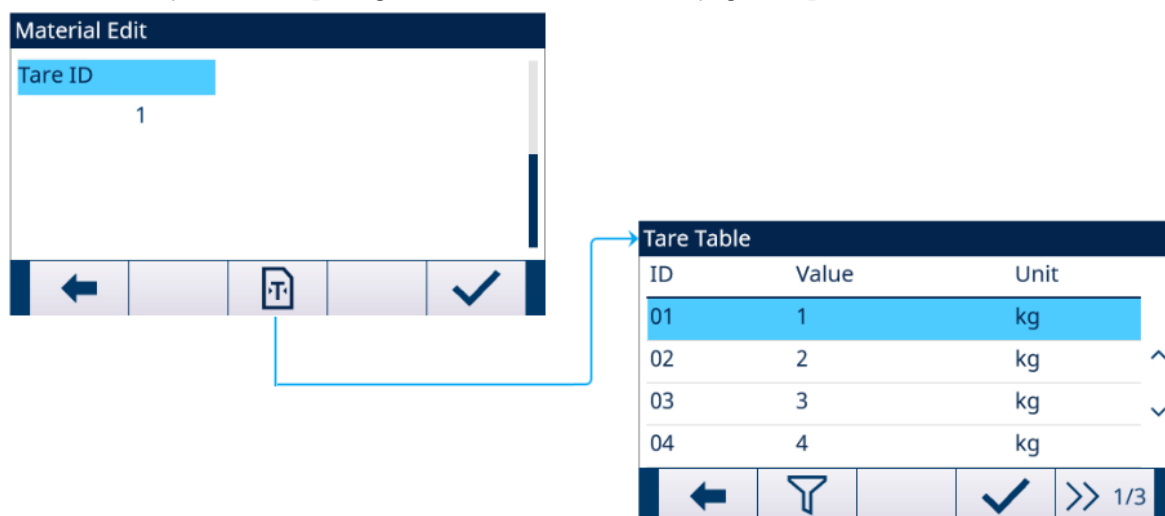 Material Edit
Tare ID
1
T
Tare Table
ID Value Unit
01 1 kg
02 2 kg
03 3 kg
04 4 kg
1/3